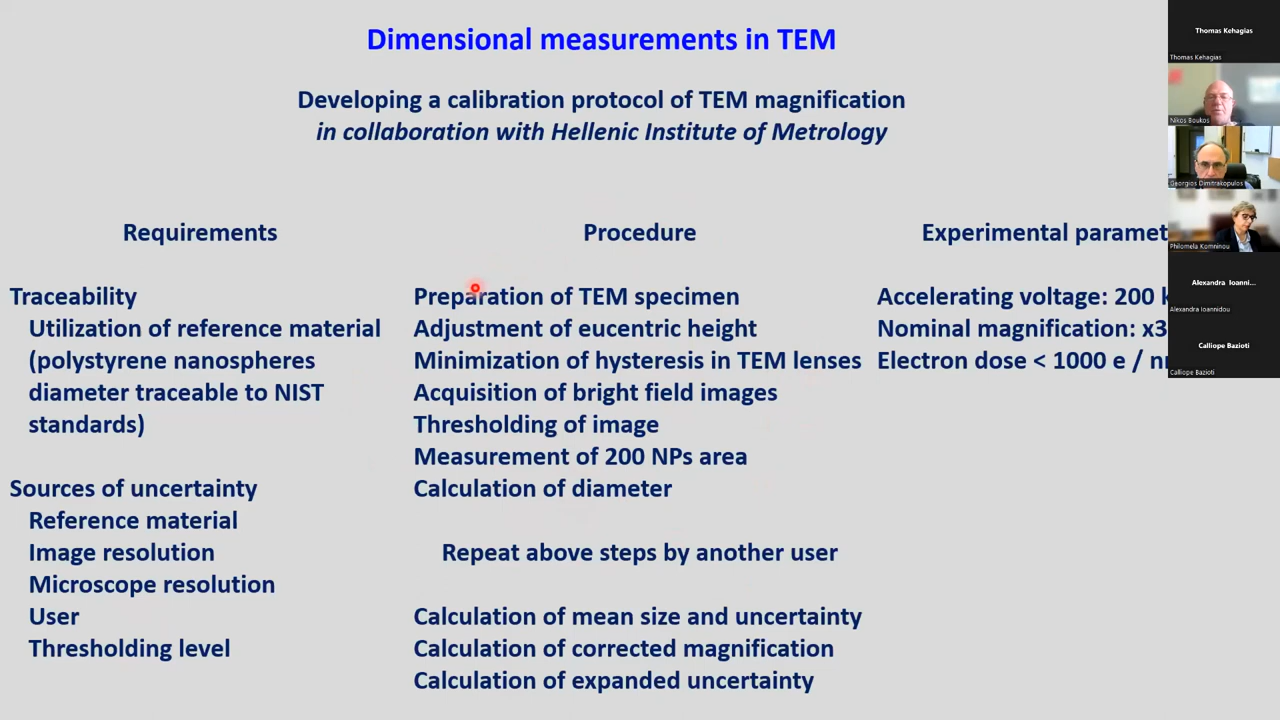 Dimensional measurements in TEM
Developing a calibration protocol of TEM magnification
in collaboration with Hellenic Institute of Metrology
Requirements
Traceability
Utilization of reference material
(polystyrene nanospheres
diameter traceable to NIST
standards)
Sources of uncertainty
Reference material
Image resolution
Microscope resolution
User
Thresholding level
Procedure
Preparation of TEM specimen
Adjustment of eucentric height
Minimization of hysteresis in TEM lenses
Acquisition of bright field images
Thresholding of image
Measurement of 200 NPs area
Calculation of diameter
Repeat above steps by another user
Calculation of mean size and uncertainty
Calculation of corrected magnification
Calculation of expanded uncertainty
Experimental paramet
Accelerating voltage: 200 k
Nominal magnification: x3
Electron dose < 1000 e / n
Thomas Kehagias
Thomas Kehagias
Nikos Boukos
Georgios Dimitrakopulos
Philomela Komninou
Alexandra Ioanni...
Alexandra Ioannidou
Calliope Bazioti
Calliope Bazioti